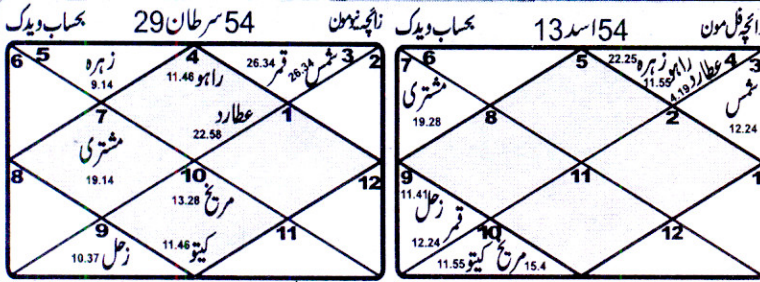 زائچہ فل مون 54 اسد 13 بحساب ویدک
زائچہ نیومون 54 سرطان 29 بحساب ویدک
7 6 5 4 3
زہرہ 22.25
راہو 11.55
عطارد 4.19
شمس 12.24
مشتری 19.28
8 2
9 11 1
زحل 11.41
قمر 12.24
10 12
مریخ 15.4
کیتو 11.55
6 5 4 3 2
زہرہ 9.14
راہو 11.46
قمر 26.34
شمس 26.34
عطارد 22.58
7 1
مشتری 19.14
8 10 12
مریخ 13.28
9 11
زحل 10.37
کیتو 11.46